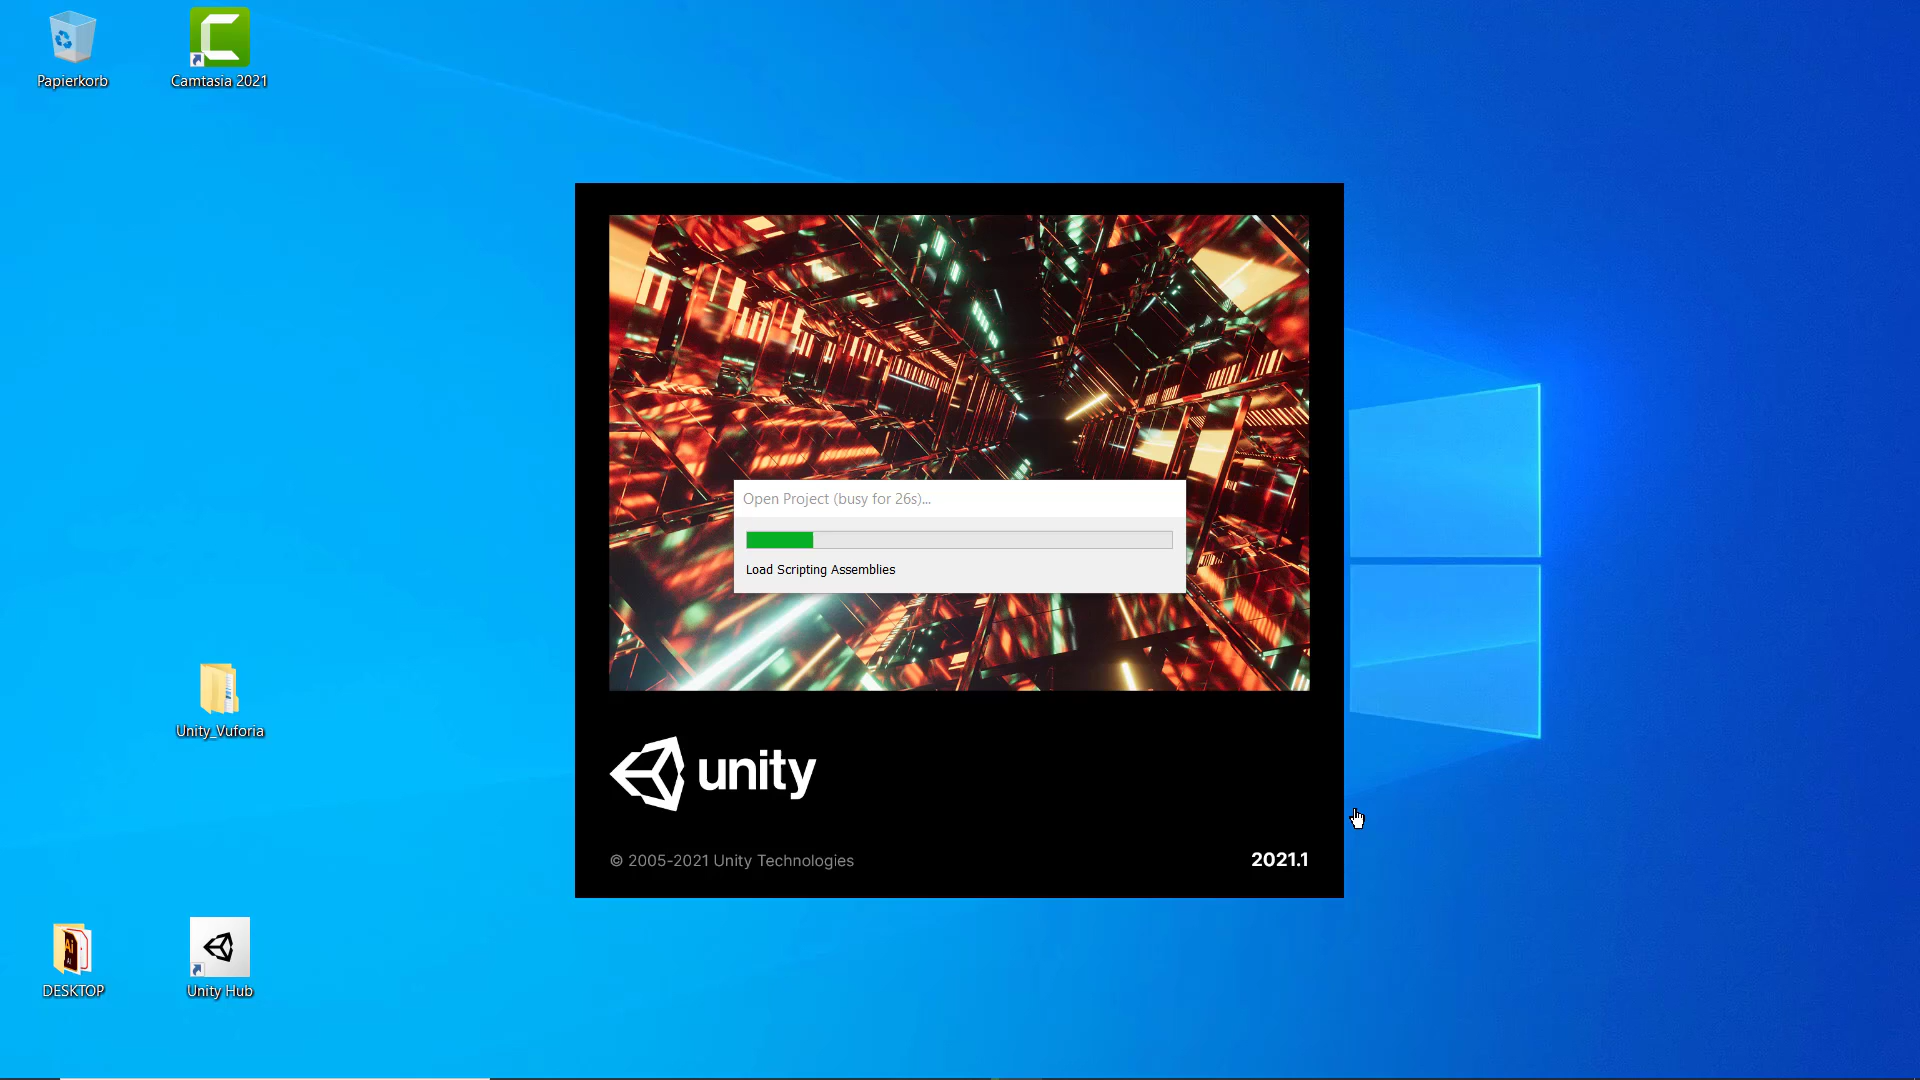 Papierkorb
Camtasia 2021
Open Project (busy for 26s)...
Load Scripting Assemblies
Unity_Vuforia
unity
© 2005-2021 Unity Technologies
2021.1
Ai
DESKTOP
Unity Hub